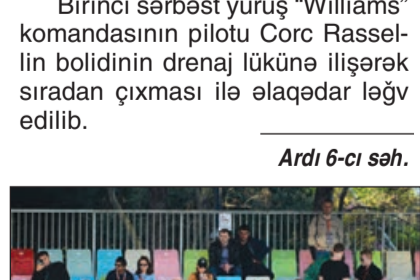 Birinci sərbəst yürüş "Williams"
komandasının pilotu Corc Rassel-
lin bolidinin drenaj lükünə ilişərək
sıradan çıxması ilə əlaqədar ləğv
edilib.
Ardı 6-cı səh.